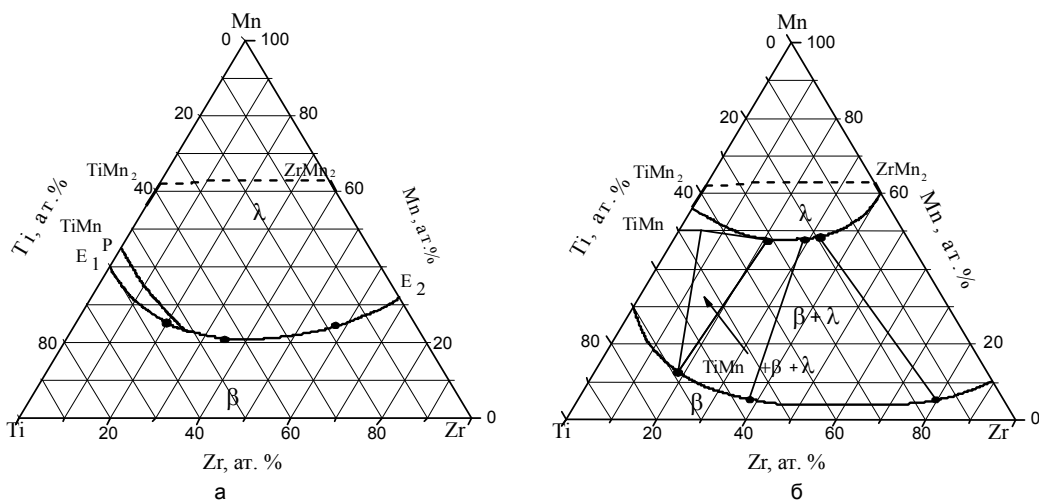 Mn
0
100
20
80
TiMn2
ZrMn2
40
60
λ
Ti, ат.%
Mn, ат.%
TiMn
P
E1
E2
80
20
β
Ti
20
40
60
80
Zr
0
Zr, ат. %
а
Mn
0
100
20
80
TiMn2
ZrMn2
40
60
λ
Ti, ат.%
Mn, ат. %
TiMn
β+λ
20
TiMn +β +λ
β
Ti
20
40
60
80
Zr
0
Zr, ат. %
б